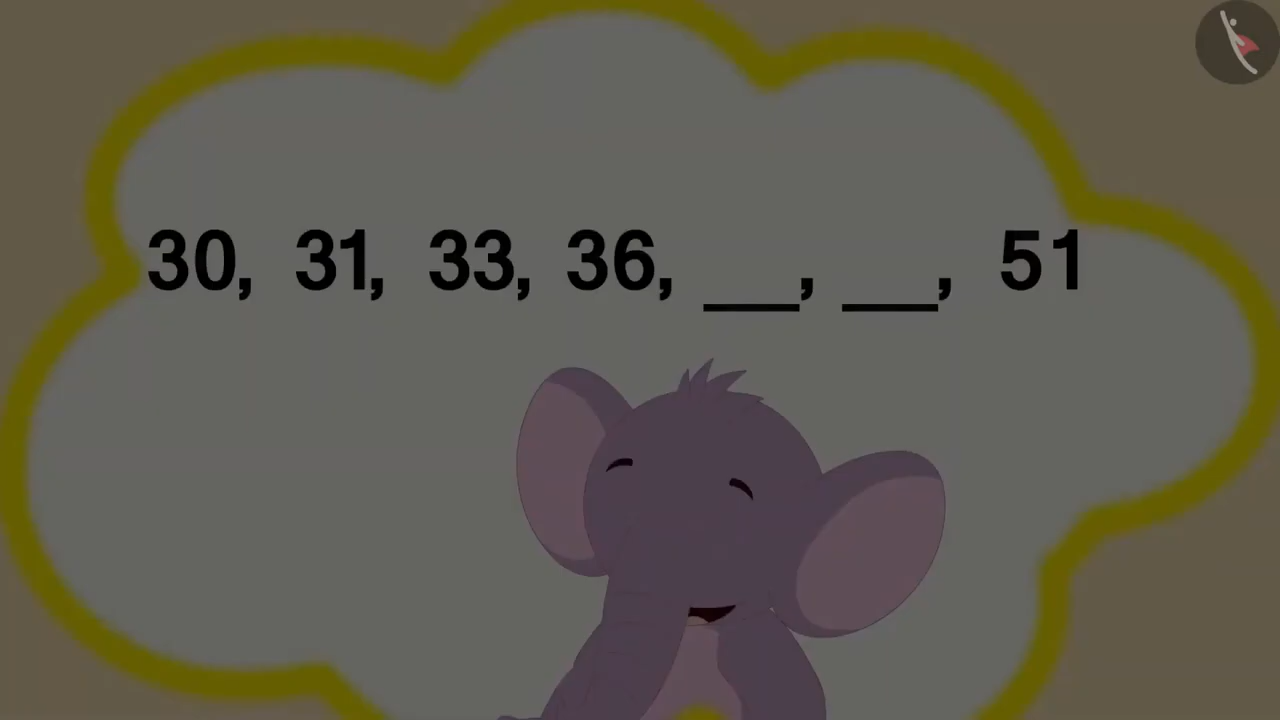 30, 31, 33, 36, __, __, 51